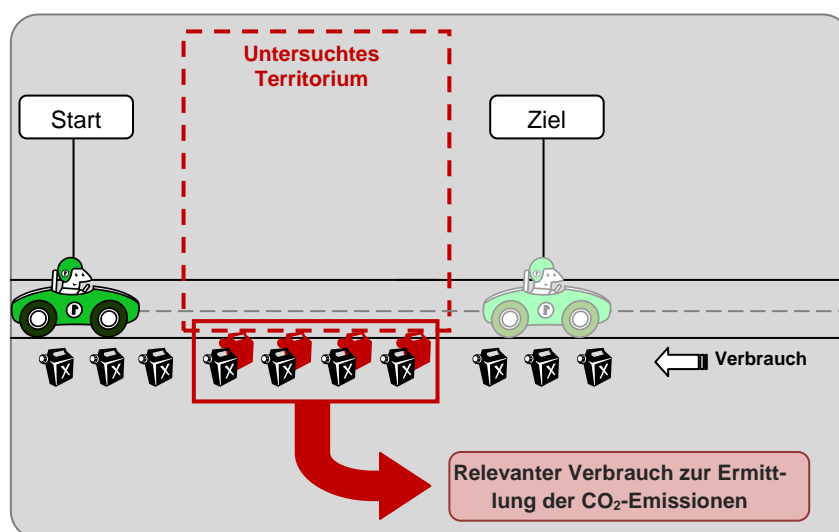 Untersuchtes
Territorium
Start
Ziel
Verbrauch
Relevanter Verbrauch zur Ermitt-
lung der CO₂-Emissionen